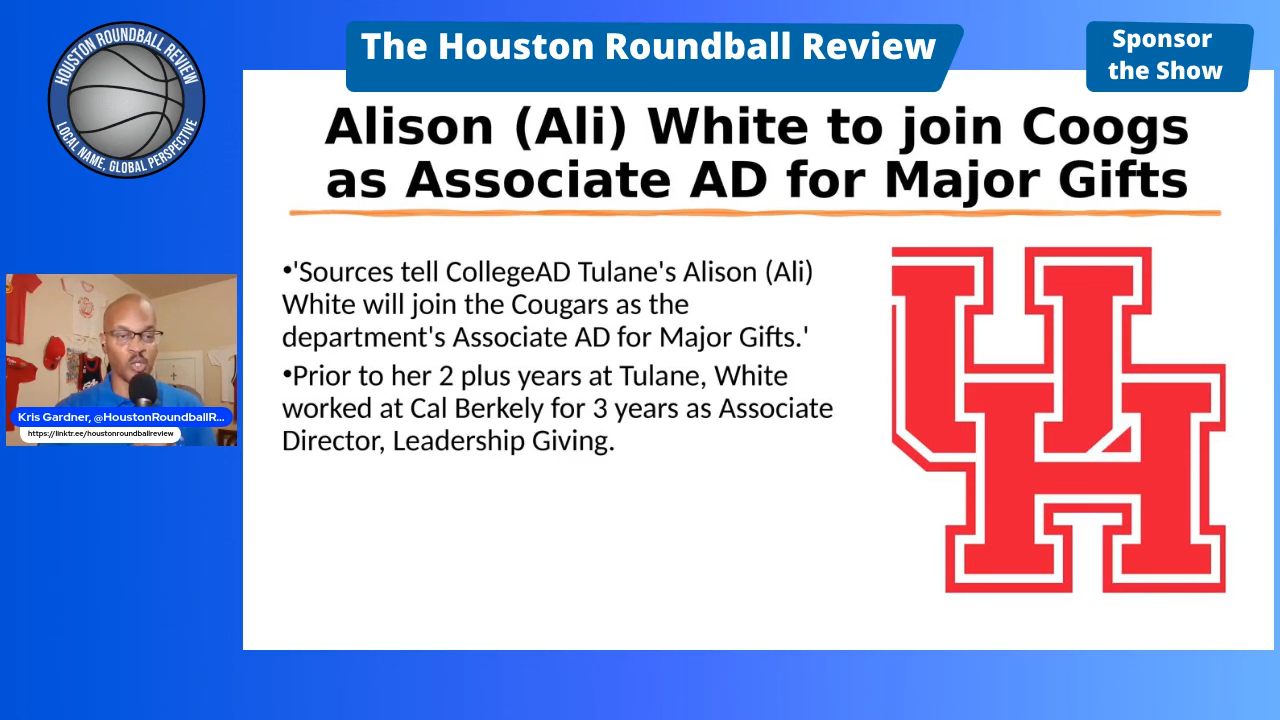 HOUSTON ROUNDBALL REVIEW
LOCAL NAME, GLOBAL PERSPECTIVE
The Houston Roundball Review
Sponsor
the Show
Alison (Ali) White to join Coogs
as Associate AD for Major Gifts
•'Sources tell CollegeAD Tulane's Alison (Ali)
White will join the Cougars as the
department's Associate AD for Major Gifts.'
•Prior to her 2 plus years at Tulane, White
worked at Cal Berkely for 3 years as Associate
Director, Leadership Giving.
UH
Kris Gardner, @HoustonRoundballR...
https://linktr.ee/houstonroundballreview